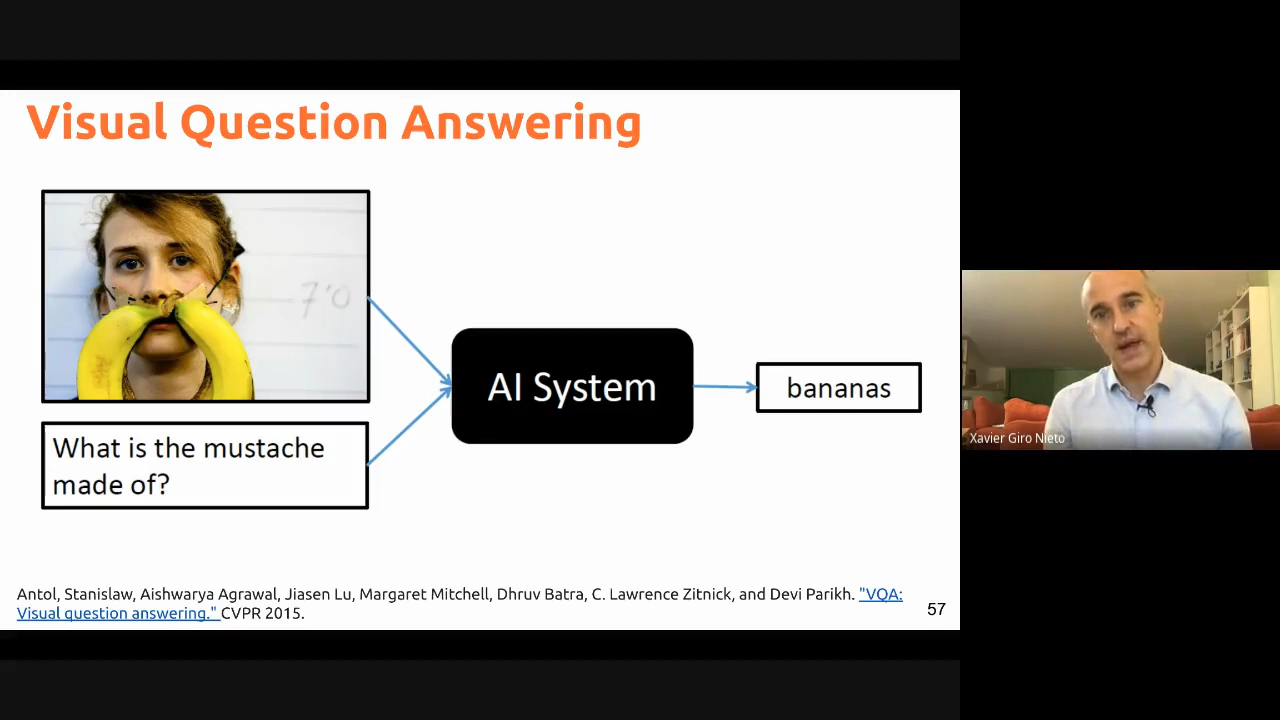 Visual Question Answering
7'0
What is the mustache
made of?
AI System
bananas
Xavier Giro Nieto
Antol, Stanislaw, Aishwarya Agrawal, Jiasen Lu, Margaret Mitchell, Dhruv Batra, C. Lawrence Zitnick, and Devi Parikh. "VQA:
Visual question answering." CVPR 2015.
57